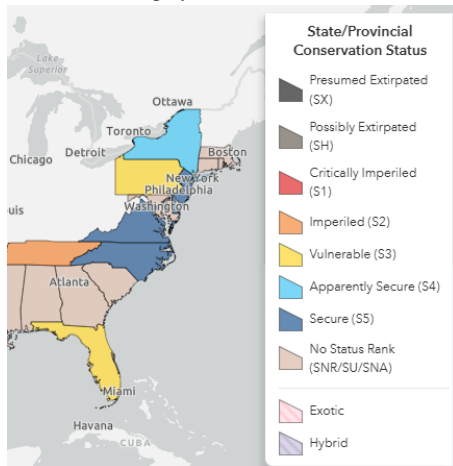 State/Provincial
Conservation Status
Presumed Extirpated
(SX)
Possibly Extirpated
(SH)
Critically Imperiled
(S1)
Imperiled (S2)
Vulnerable (S3)
Apparently Secure (S4)
Secure (S5)
No Status Rank
(SNR/SU/SNA)
Exotic
Hybrid
Lake
Superior
Ottawa
Toronto
Chicago
Detroit
Boston
New York
Philadelphia
Washington
uis
Atlanta
Miami
Havana
CUBA